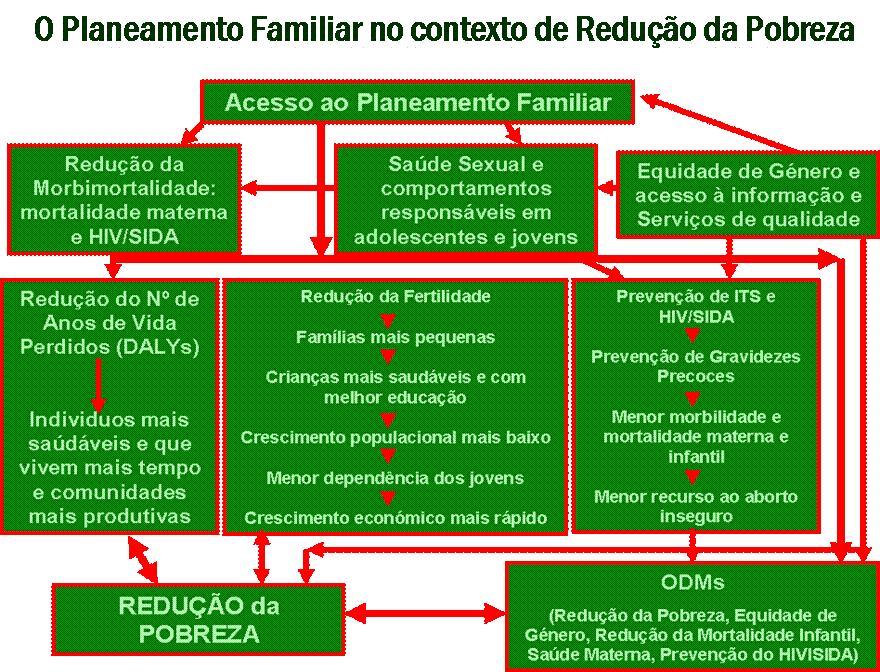 O Planeamento Familiar no contexto de Redução da Pobreza
Acesso ao Planeamento Familiar
Redução da
Morbimortalidade:
mortalidade materna
e HIV/SIDA
Saúde Sexual e
comportamentos
responsáveis em
adolescentes e jovens
Equidade de Género e
acesso à informação e
Serviços de qualidade
Redução do Nº de
Anos de Vida
Perdidos (DALYs)
Individuos mais
saúdáveis e que
vivem mais tempo
e comunidades
mais produtivas
Redução da Fertilidade
Famílias mais pequenas
Crianças mais saudáveis e com
melhor educação
Crescimento populacional mais baixo
Menor dependência dos jovens
Crescimento económico mais rápido
Prevenção de ITS e
HIV/SIDA
Prevenção de Gravidezes
Precoces
Menor morbilidade e
mortalidade materna e
infantil
Menor recurso ao aborto
inseguro
REDUÇÃO da
POBREZA
ODMs
(Redução da Pobreza, Equidade de
Género, Redução da Mortalidade Infantil,
Saúde Materna, Prevenção do HIVISIDA)